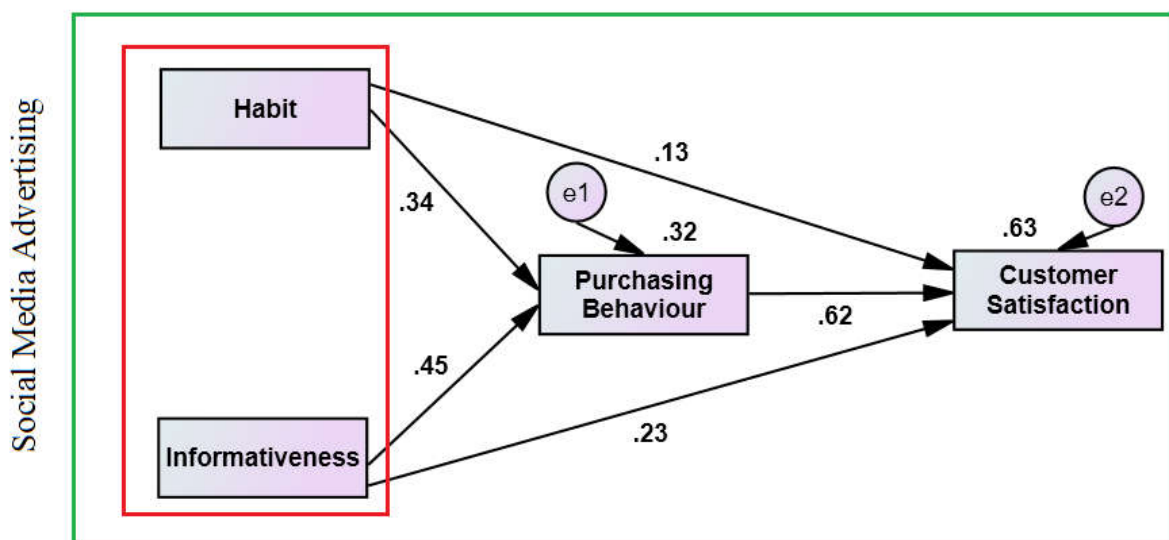 Social Media Advertising
Habit
.13
.34
e1
.32
e2
.63
Purchasing
Behaviour
Customer
Satisfaction
.62
.45
.23
Informativeness